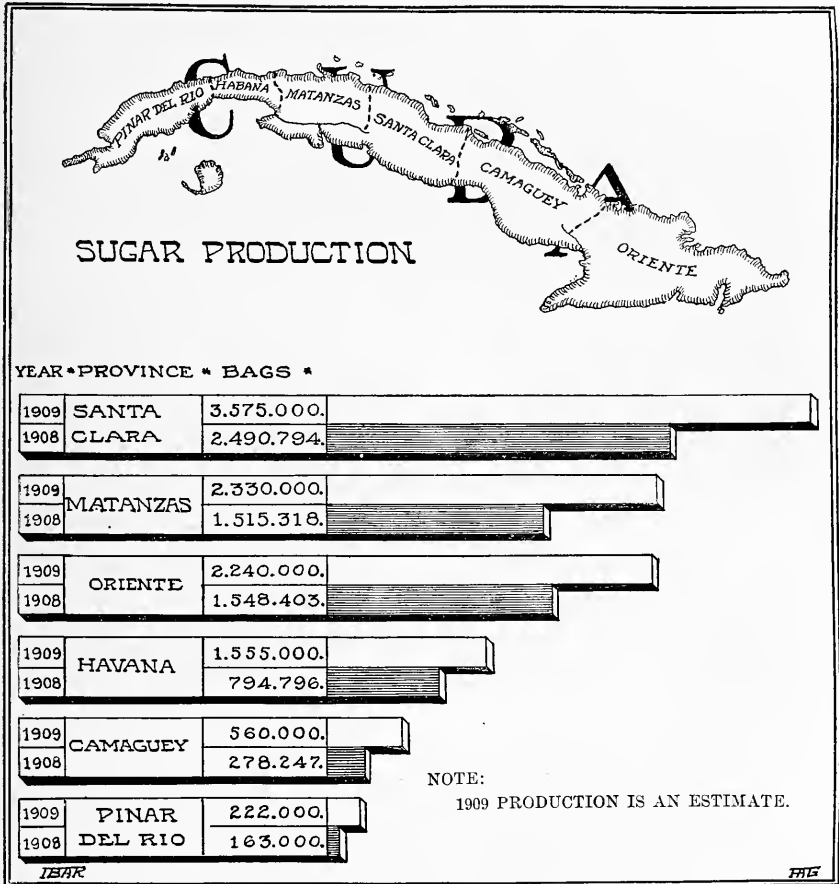 CUBA
PINAR DEL RIO
HABANA
MATANZAS
SANTA CLARA
CAMAGUEY
ORIENTE
SUGAR PRODUCTION
YEAR * PROVINCE * BAGS *
1909 SANTA 3.575.000.
1908 CLARA 2.490.794.
1909 MATANZAS 2.330.000.
1908 1.515.318.
1909 ORIENTE 2.240.000.
1908 1.548.403.
1909 HAVANA 1.555.000.
1908 794.796.
1909 CAMAGUEY 560.000.
1908 278.247.
NOTE:
1909 PRODUCTION IS AN ESTIMATE.
1909 PINAR 222.000.
1908 DEL RIO 163.000.
IBAR